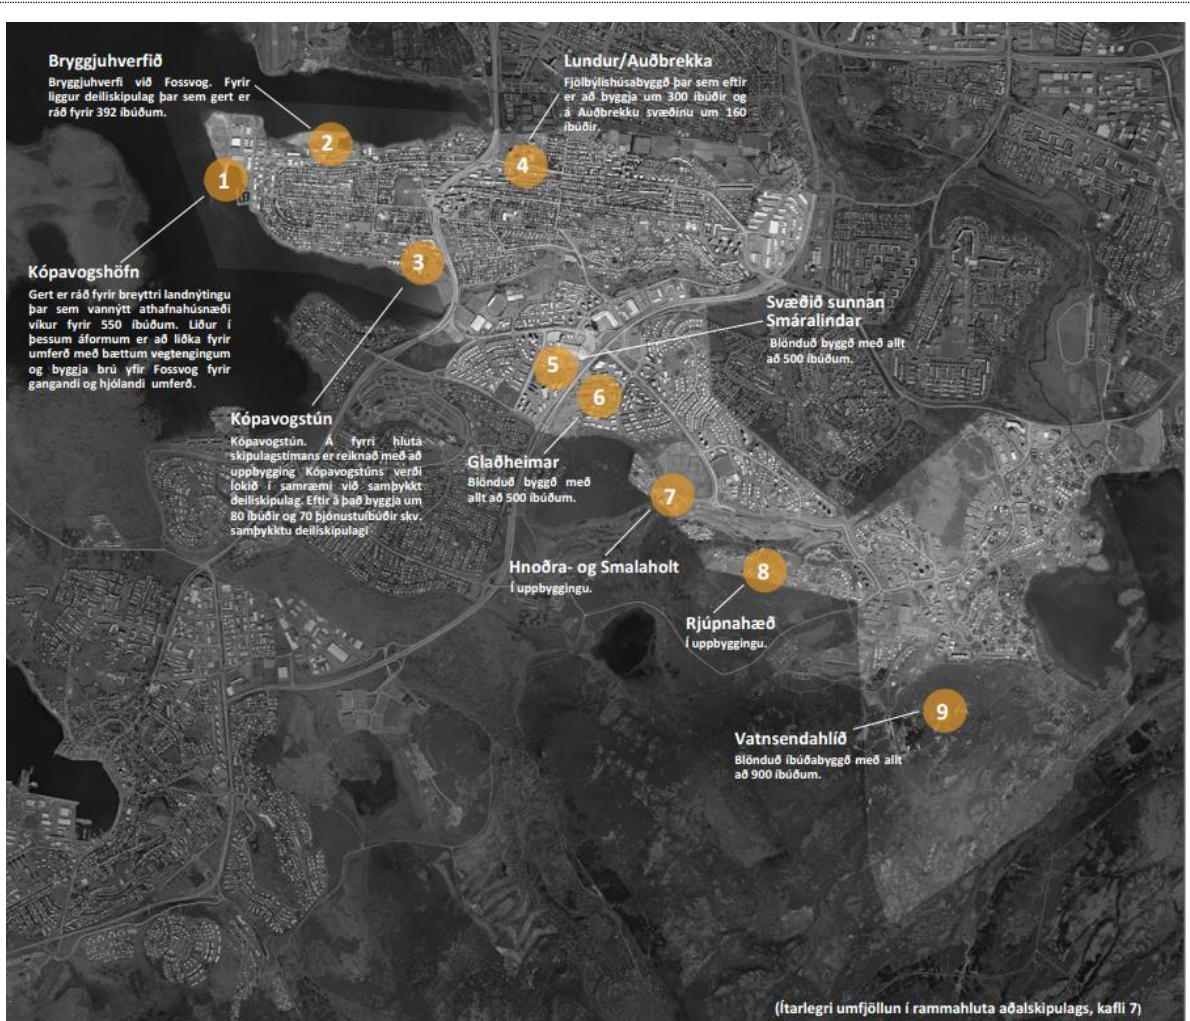 Bryggjuhverfið
Bryggjuhverfi við Fossvog. Fyrir
liggur deiliskipulag þar sem gert er
ráð fyrir 392 íbúðum.
Lundur/Auðbrekka
Fjölbýlishúsabyggð þar sem eftir
er að byggja um 300 íbúðir og
á Auðbrekku svæðinu um 160
íbúðir.
1
2
3
4
Kópavogshöfn
Gert er ráð fyrir breyttri landnýtingu
þar sem vannýtt athafnahúsnæði
víkur fyrir 550 íbúðum. Liður í
þessum áformum er að liðka fyrir
umferð með bættum vegtengingum
og byggja brú yfir Fossvog fyrir
gangandi og hjólandi umferð.
Svæðið sunnan
Smáralindar
Blönduð byggð með allt
að 500 íbúðum.
5
6
Kópavogstún
Kópavogstún. Á fyrri hluta
skipulagstímans er reiknað með að
uppbygging Kópavogstúns verði
lokið í samræmi við samþykkt
deiliskipulag. Eftir á það byggja um
80 íbúðir og 70 þjónustuíbúðir skv.
samþykktu deiliskipulagi
Glaðheimar
Blönduð byggð með
allt að 500 íbúðum.
7
Hnoðra- og Smalaholt
Í uppbyggingu.
8
Rjúpnahæð
Í uppbyggingu.
9
Vatnsendahlíð
Blönduð íbúðabyggð með allt
að 900 íbúðum.
(Ítarlegri umfjöllun í rammahluta aðalskipulags, kafli 7)